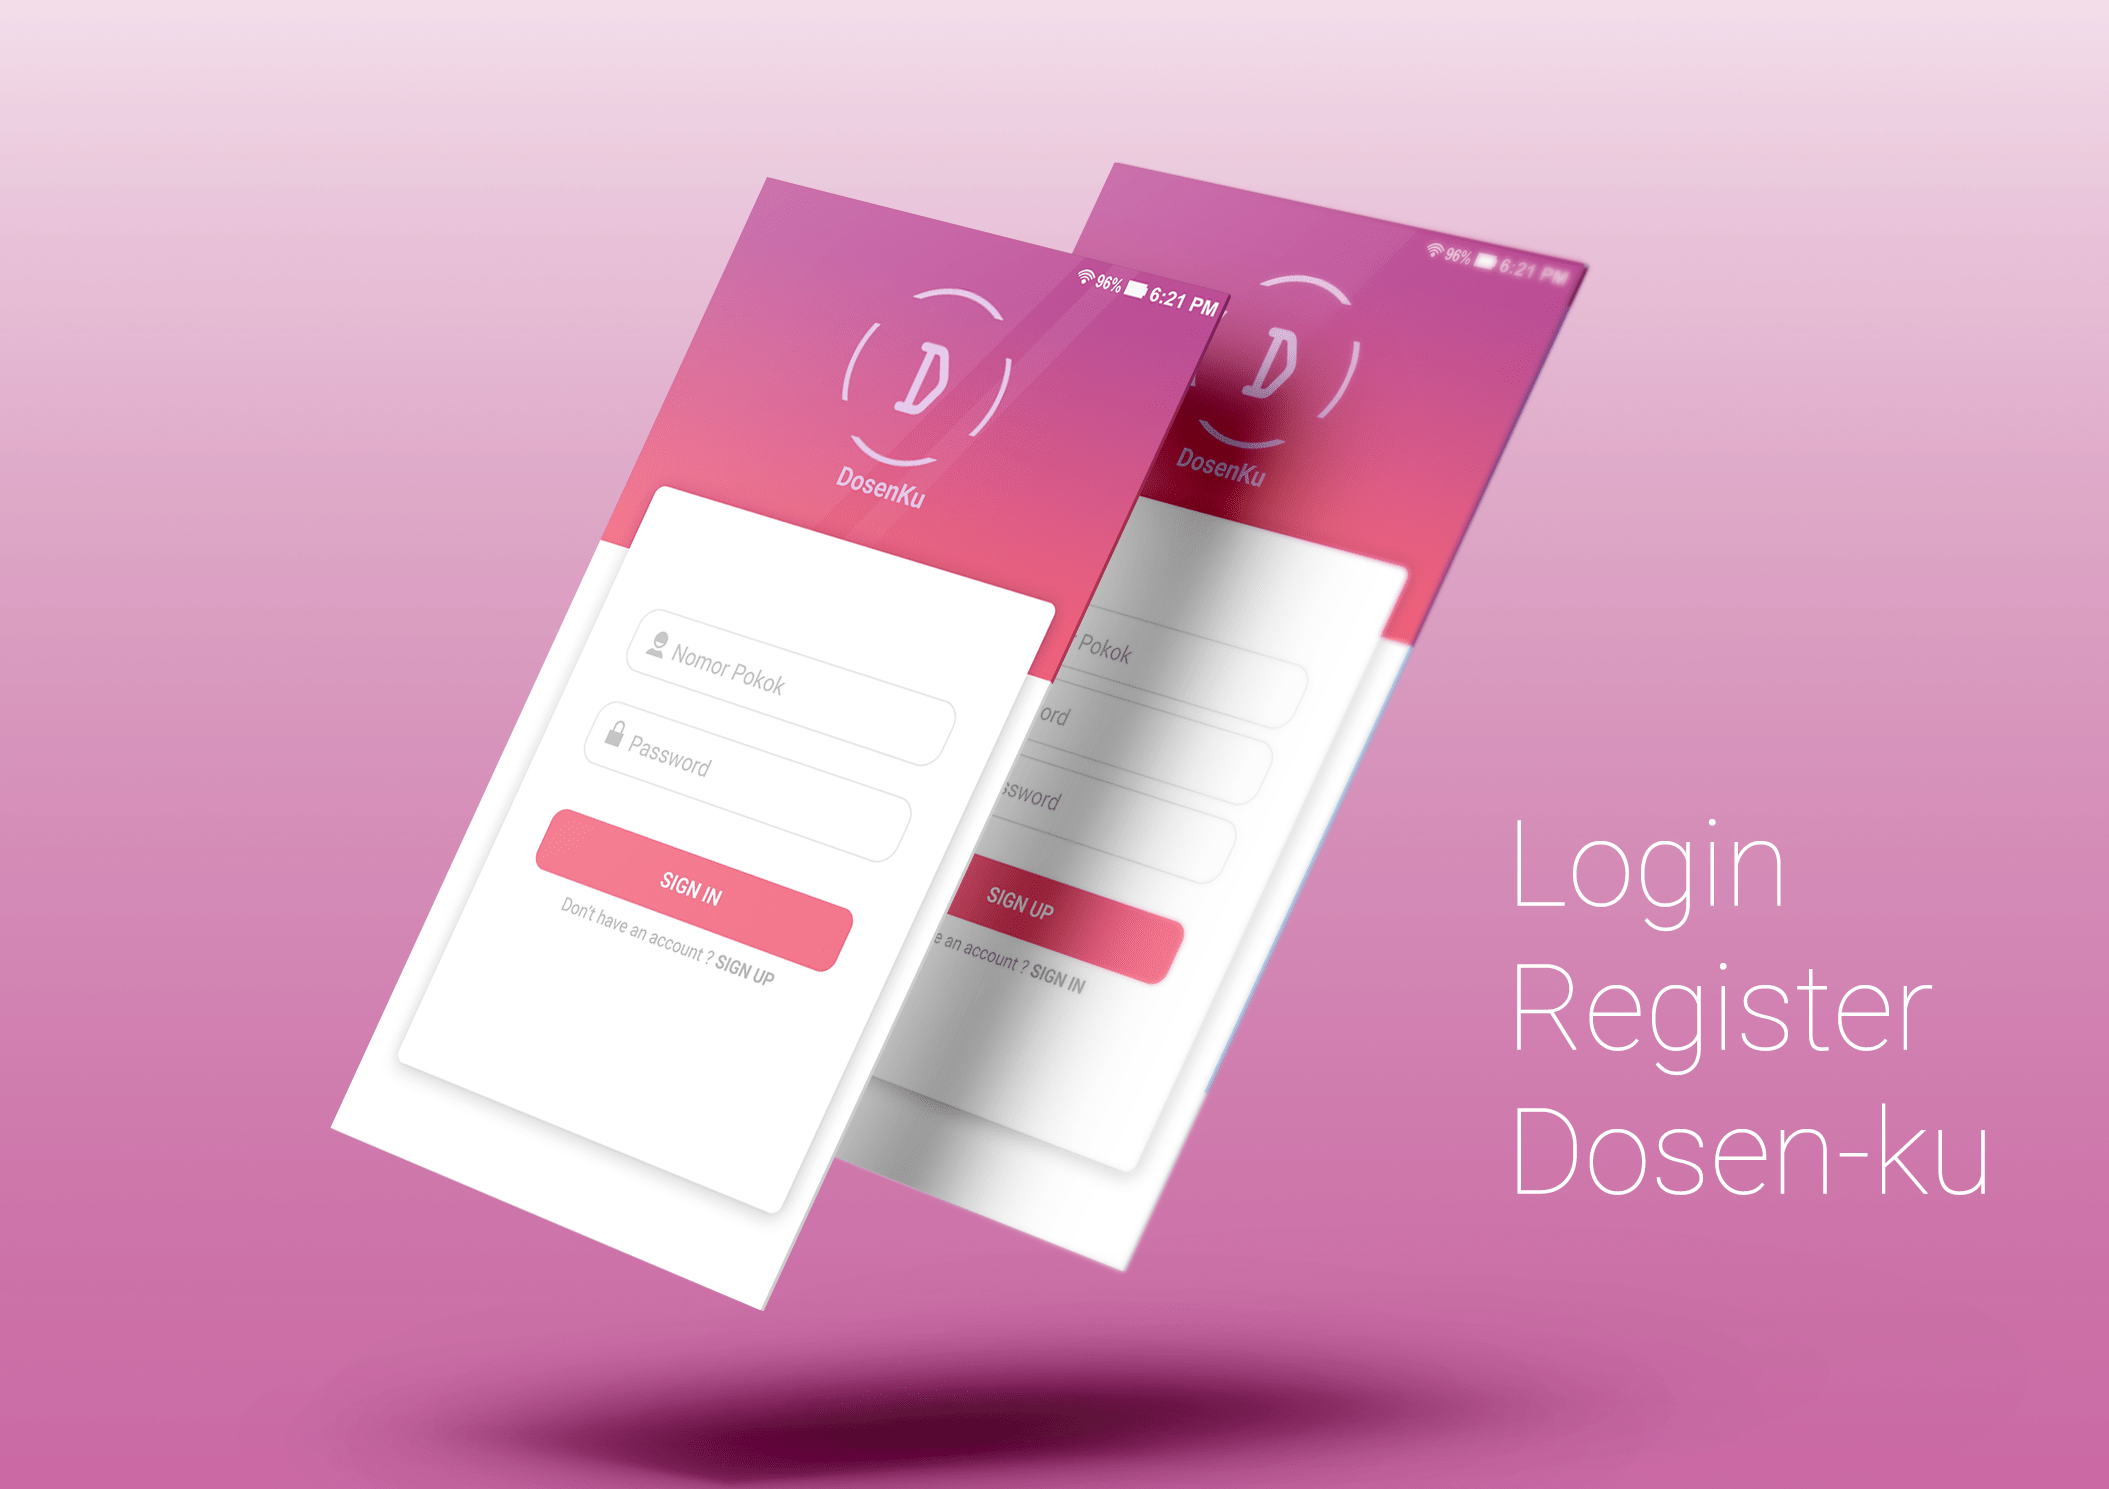 96% 6:21 PM
D
DosenKu
Nomor Pokok
Password
SIGN IN
Don't have an account ? SIGN UP
96% 6:21 PM
D
DosenKu
Pokok
ord
ssword
SIGN UP
e an account ? SIGN IN
Login
Register
Dosen-ku